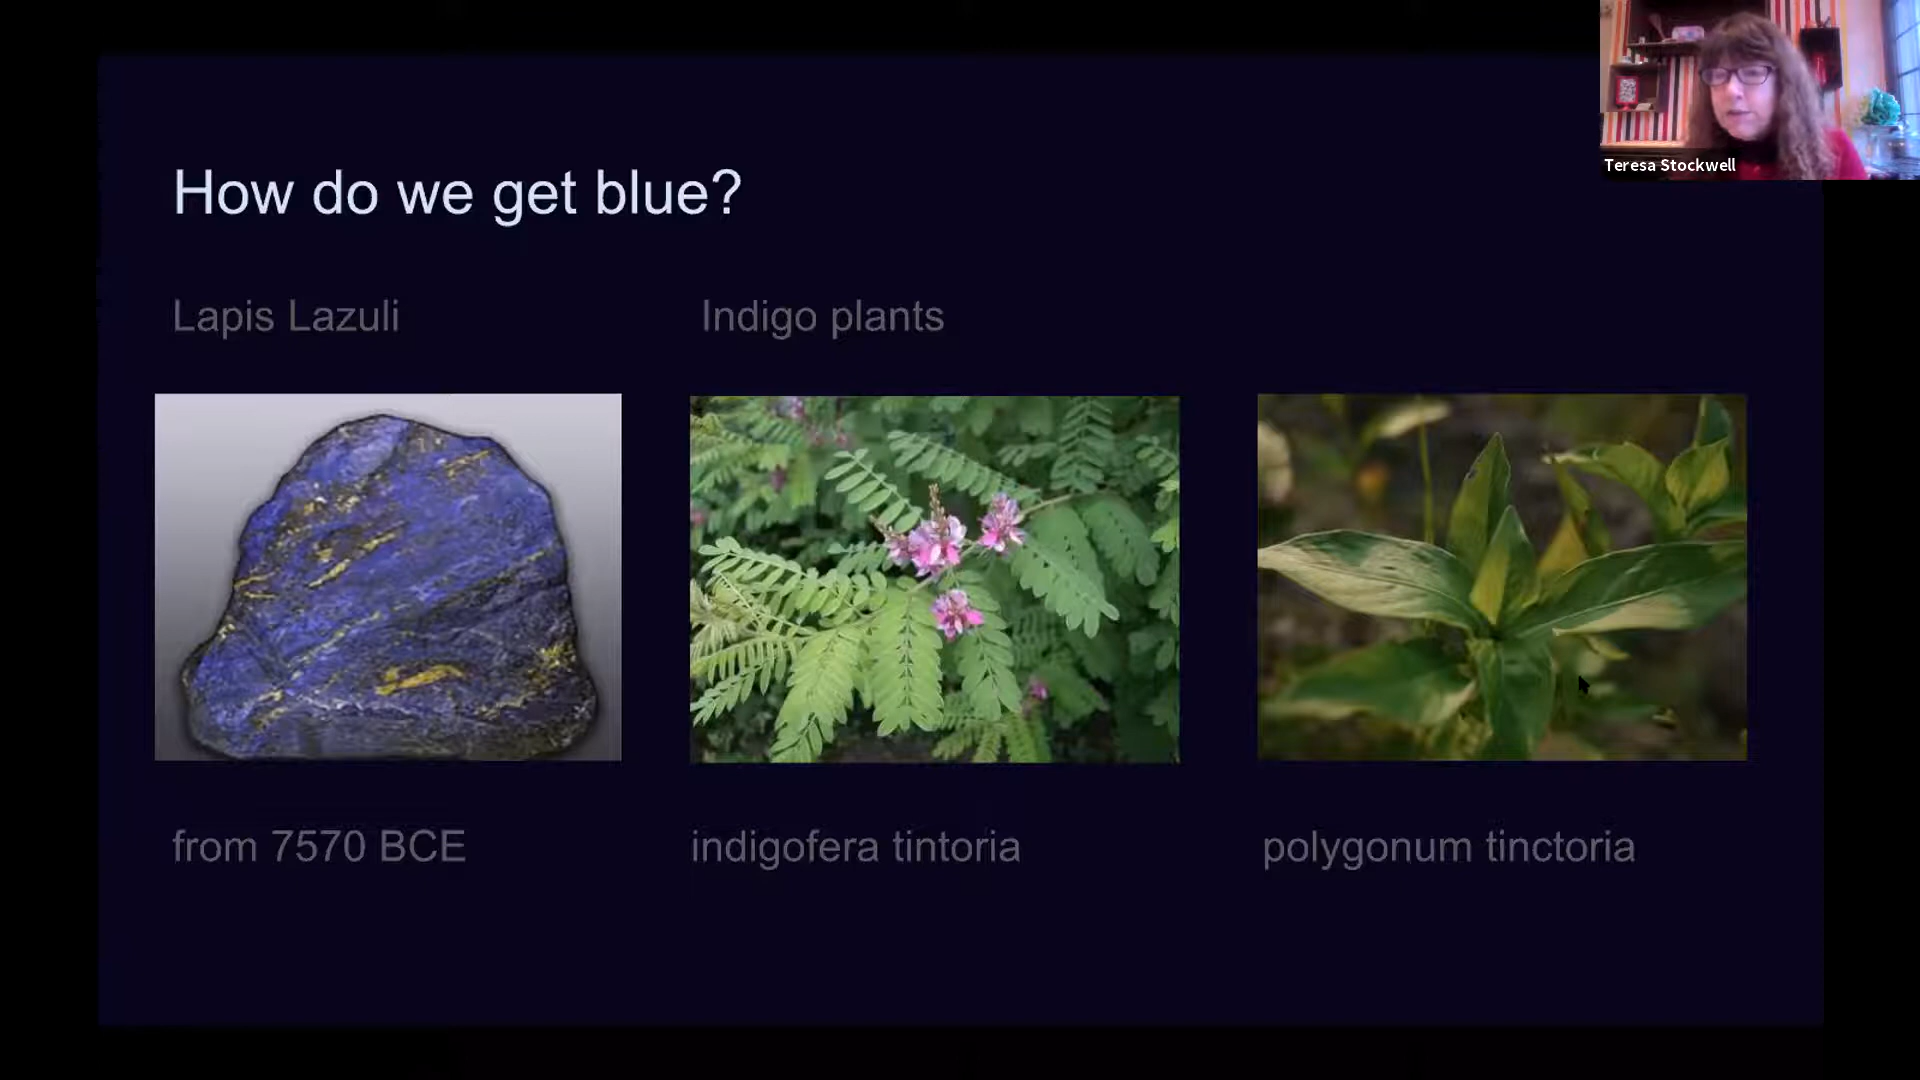 Teresa Stockwell
How do we get blue?
Lapis Lazuli
Indigo plants
from 7570 BCE
indigofera tintoria
polygonum tinctoria